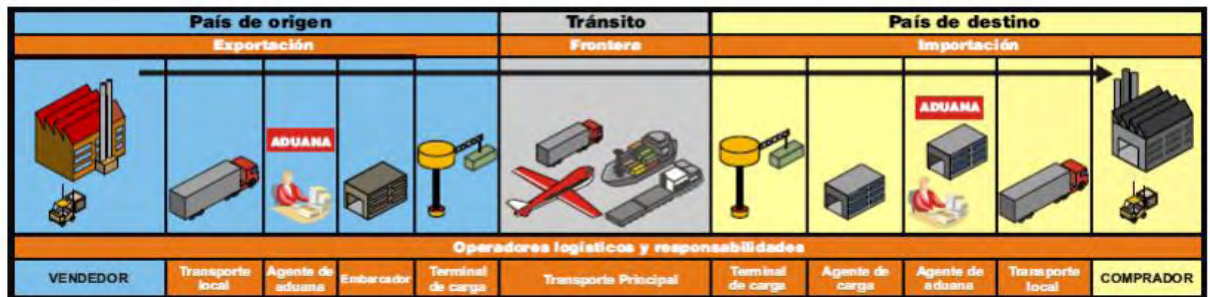 País de origen Tránsito País de destino
Exportación Frontera Importación
ADUANA
ADUANA
Operadores logísticos y responsabilidades
VENDEDOR Transporte local Agente de aduana Embarcador Terminal de carga Transporte Principal Terminal de carga Agente de carga Agente de aduana Transporte local COMPRADOR